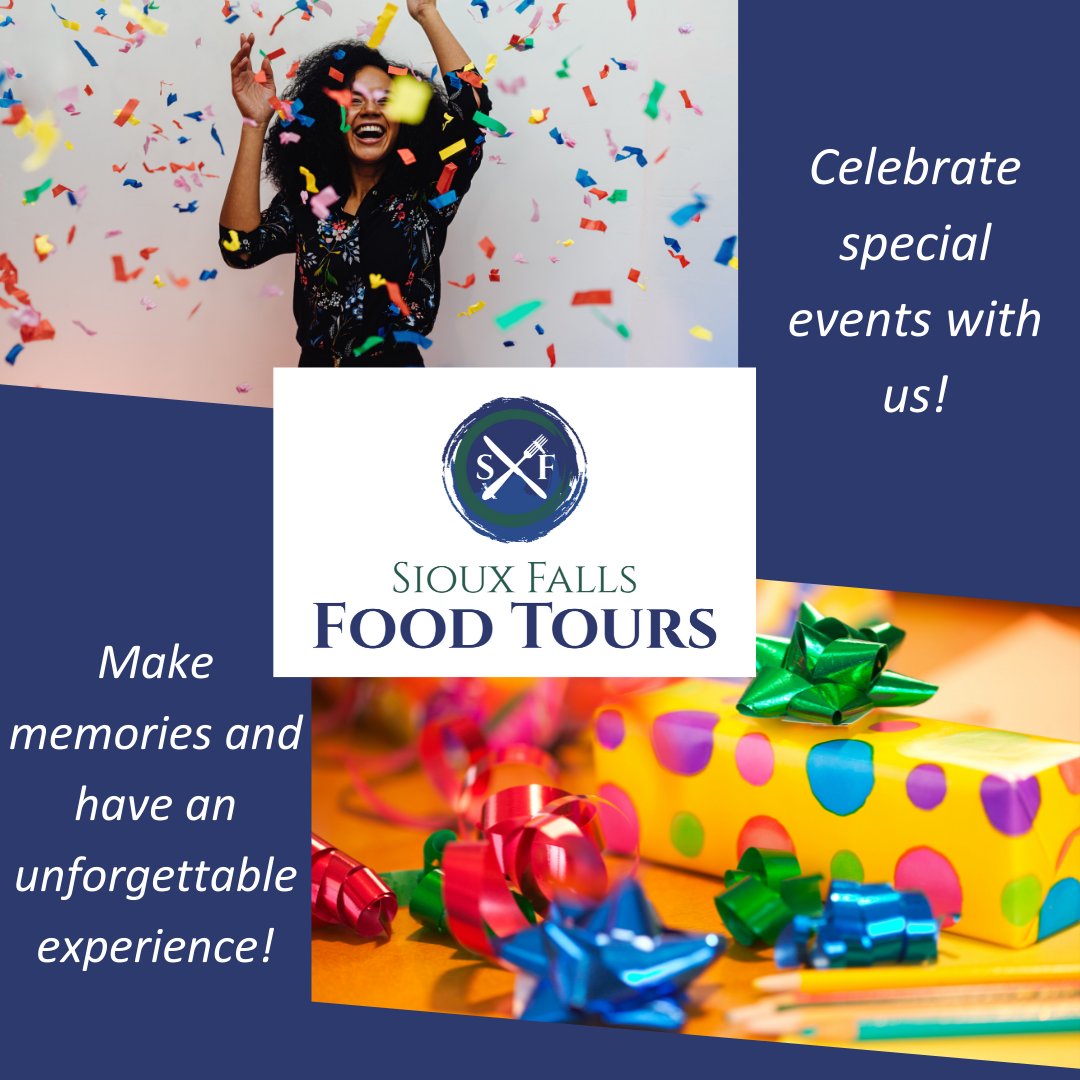 Celebrate
special
events with
us!
S F
SIOUX FALLS
FOOD TOURS
Make
memories and
have an
unforgettable
experience!